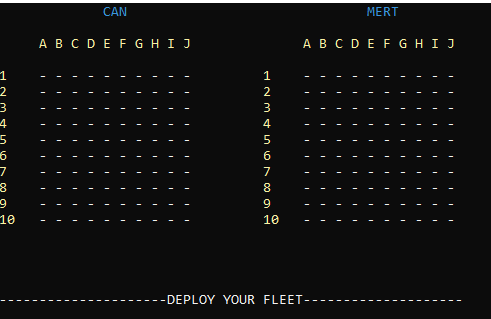 CAN                              MERT
     A B C D E F G H I J              A B C D E F G H I J
1    - - - - - - - - - -         1    - - - - - - - - - -
2    - - - - - - - - - -         2    - - - - - - - - - -
3    - - - - - - - - - -         3    - - - - - - - - - -
4    - - - - - - - - - -         4    - - - - - - - - - -
5    - - - - - - - - - -         5    - - - - - - - - - -
6    - - - - - - - - - -         6    - - - - - - - - - -
7    - - - - - - - - - -         7    - - - - - - - - - -
8    - - - - - - - - - -         8    - - - - - - - - - -
9    - - - - - - - - - -         9    - - - - - - - - - -
10   - - - - - - - - - -         10   - - - - - - - - - -
---------------------DEPLOY YOUR FLEET--------------------